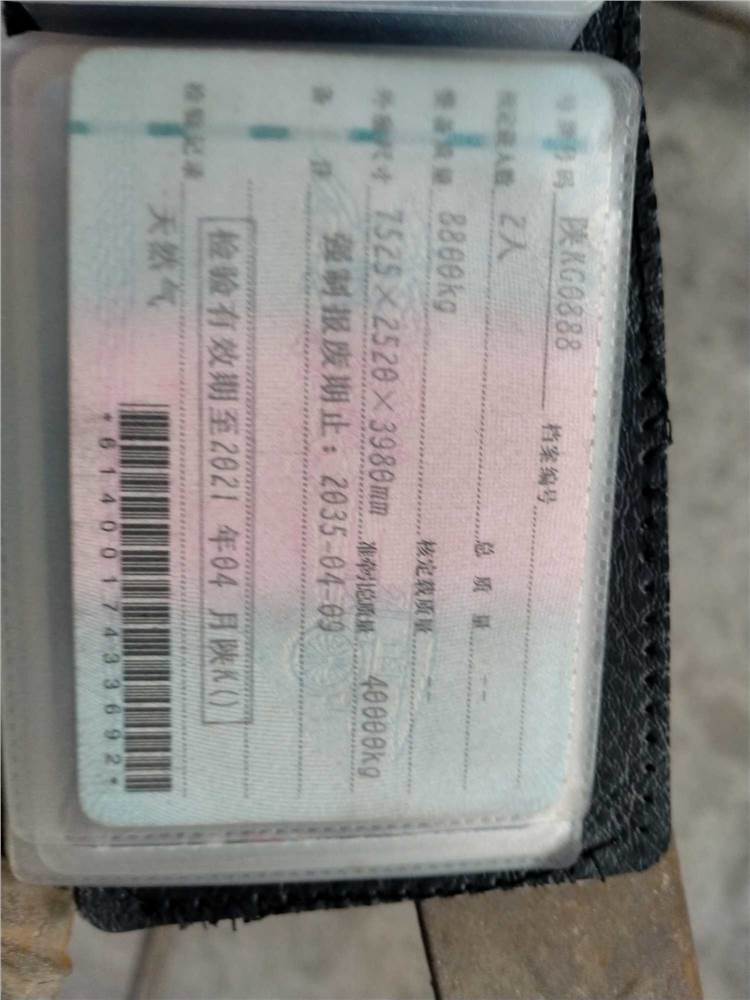 号牌号码 陕KG0888 档案编号
核定载人数 2人 总质量 --
整备质量 8800kg 核定载质量 --
外廓尺寸 7525×2520×3980mm 准牵引总质量 40000kg
备注 强制报废期止：2035-04-09
检验有效期至2021年04月陕K()
检验记录
天然气
*6140017433692*